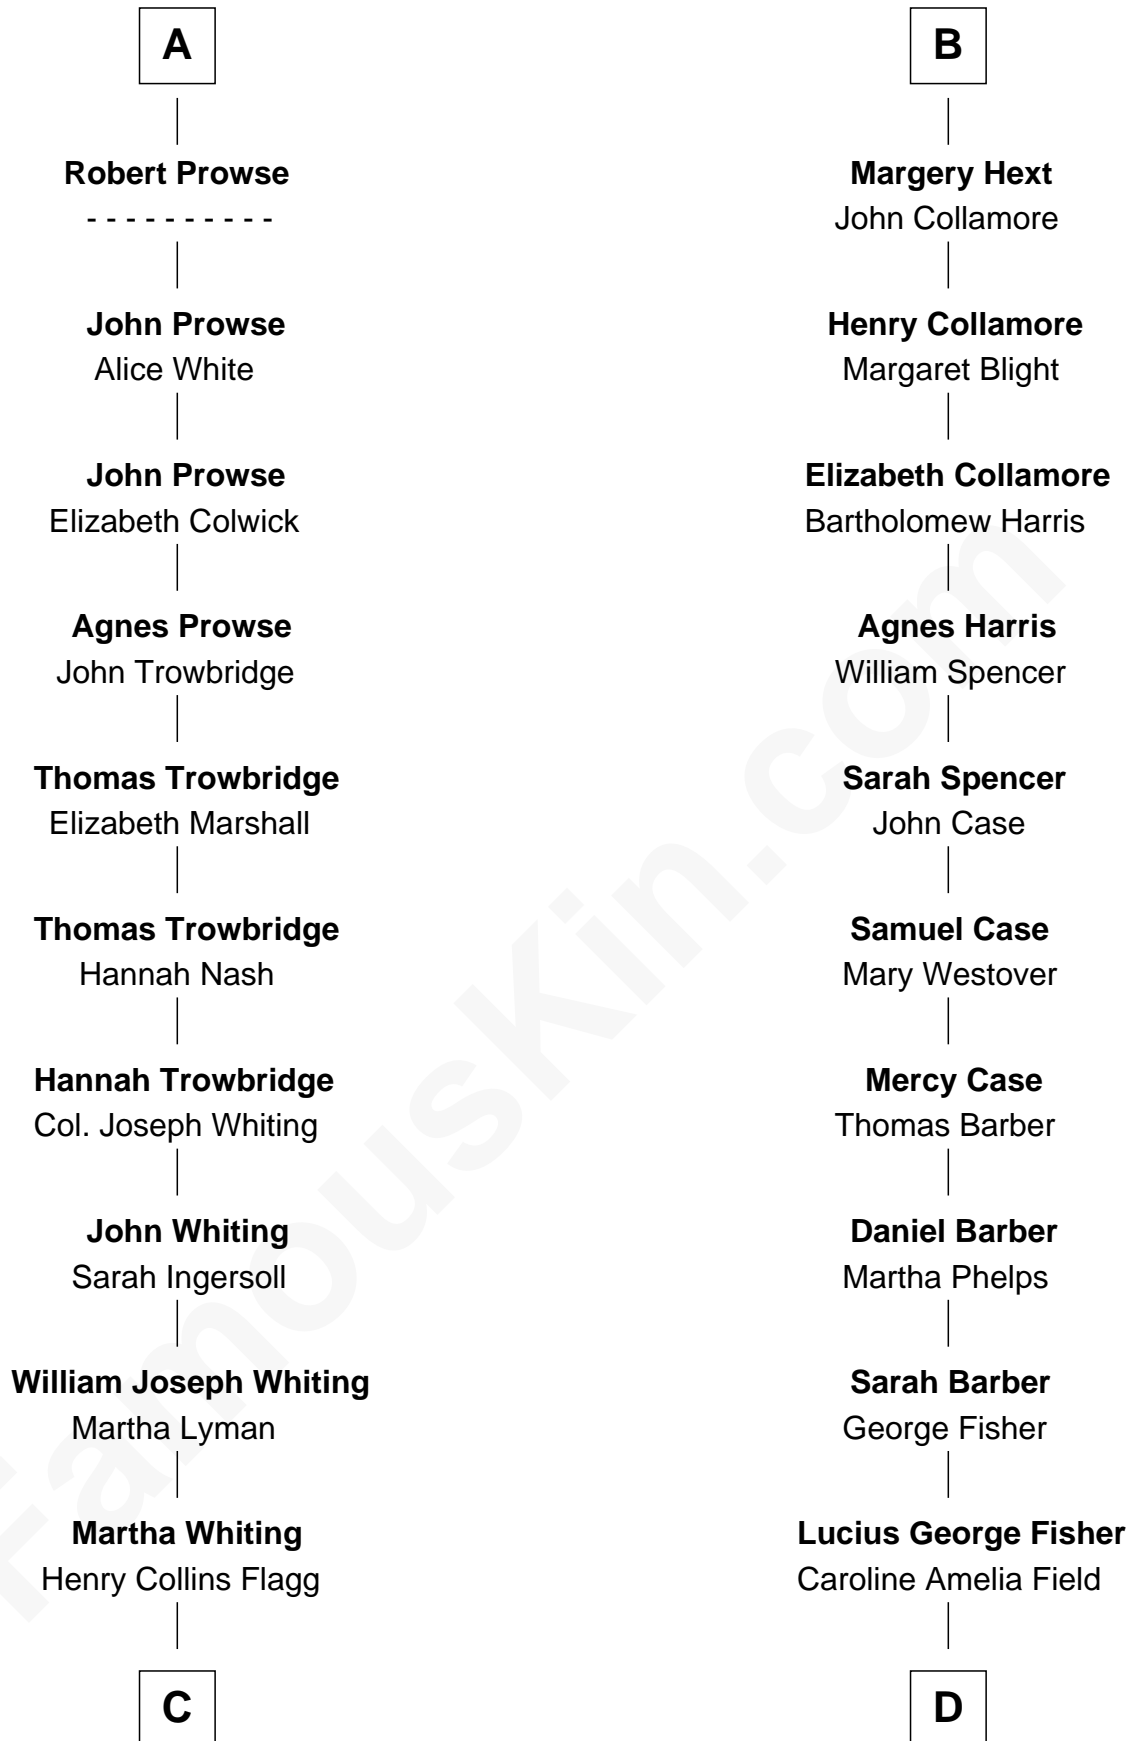 A
Robert Prowse
- - - - - - - - - -
John Prowse
Alice White
John Prowse
Elizabeth Colwick
Agnes Prowse
John Trowbridge
Thomas Trowbridge
Elizabeth Marshall
Thomas Trowbridge
Hannah Nash
Hannah Trowbridge
Col. Joseph Whiting
John Whiting
Sarah Ingersoll
William Joseph Whiting
Martha Lyman
Martha Whiting
Henry Collins Flagg
C
B
Margery Hext
John Collamore
Henry Collamore
Margaret Blight
Elizabeth Collamore
Bartholomew Harris
Agnes Harris
William Spencer
Sarah Spencer
John Case
Samuel Case
Mary Westover
Mercy Case
Thomas Barber
Daniel Barber
Martha Phelps
Sarah Barber
George Fisher
Lucius George Fisher
Caroline Amelia Field
D
FamousKin.com